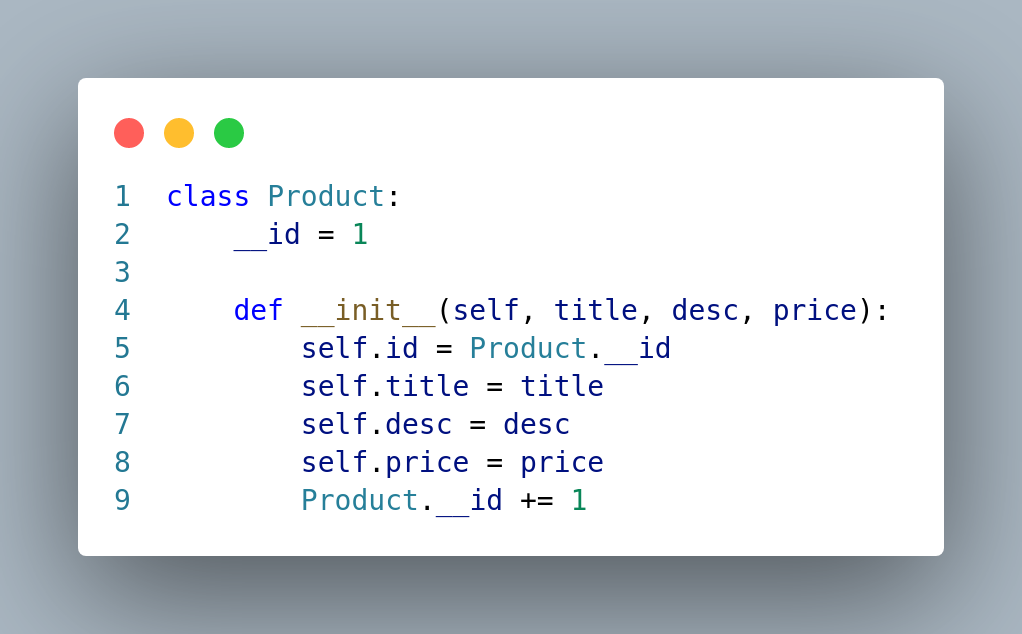 1 class Product:
2     __id = 1
3
4     def __init__(self, title, desc, price):
5         self.id = Product.__id
6         self.title = title
7         self.desc = desc
8         self.price = price
9         Product.__id += 1